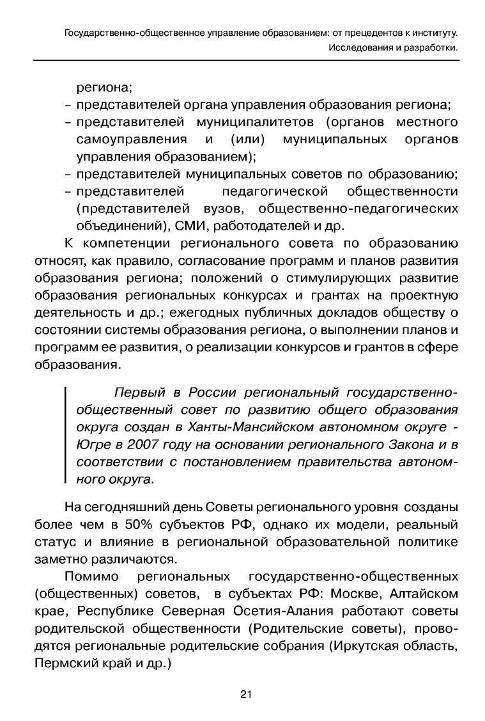 Государственно-общественное управление образованием: от прецедентов к институту.
Исследования и разработки.
региона;
– представителей органа управления образования региона;
– представителей муниципалитетов (органов местного
самоуправления и (или) муниципальных органов
управления образованием);
– представителей муниципальных советов по образованию;
– представителей педагогической общественности
(представителей вузов, общественно-педагогических
объединений), СМИ, работодателей и др.
К компетенции регионального совета по образованию
относят, как правило, согласование программ и планов развития
образования региона; положений о стимулирующих развитие
образования региональных конкурсах и грантах на проектную
деятельность и др.; ежегодных публичных докладов обществу о
состоянии системы образования региона, о выполнении планов и
программ ее развития, о реализации конкурсов и грантов в сфере
образования.
Первый в России региональный государственно-
общественный совет по развитию общего образования
округа создан в Ханты-Мансийском автономном округе -
Югре в 2007 году на основании регионального Закона и в
соответствии с постановлением правительства автоном-
ного округа.
На сегодняшний день Советы регионального уровня созданы
более чем в 50% субъектов РФ, однако их модели, реальный
статус и влияние в региональной образовательной политике
заметно различаются.
Помимо региональных государственно-общественных
(общественных) советов, в субъектах РФ: Москве, Алтайском
крае, Республике Северная Осетия-Алания работают советы
родительской общественности (Родительские советы), прово-
дятся региональные родительские собрания (Иркутская область,
Пермский край и др.)
21